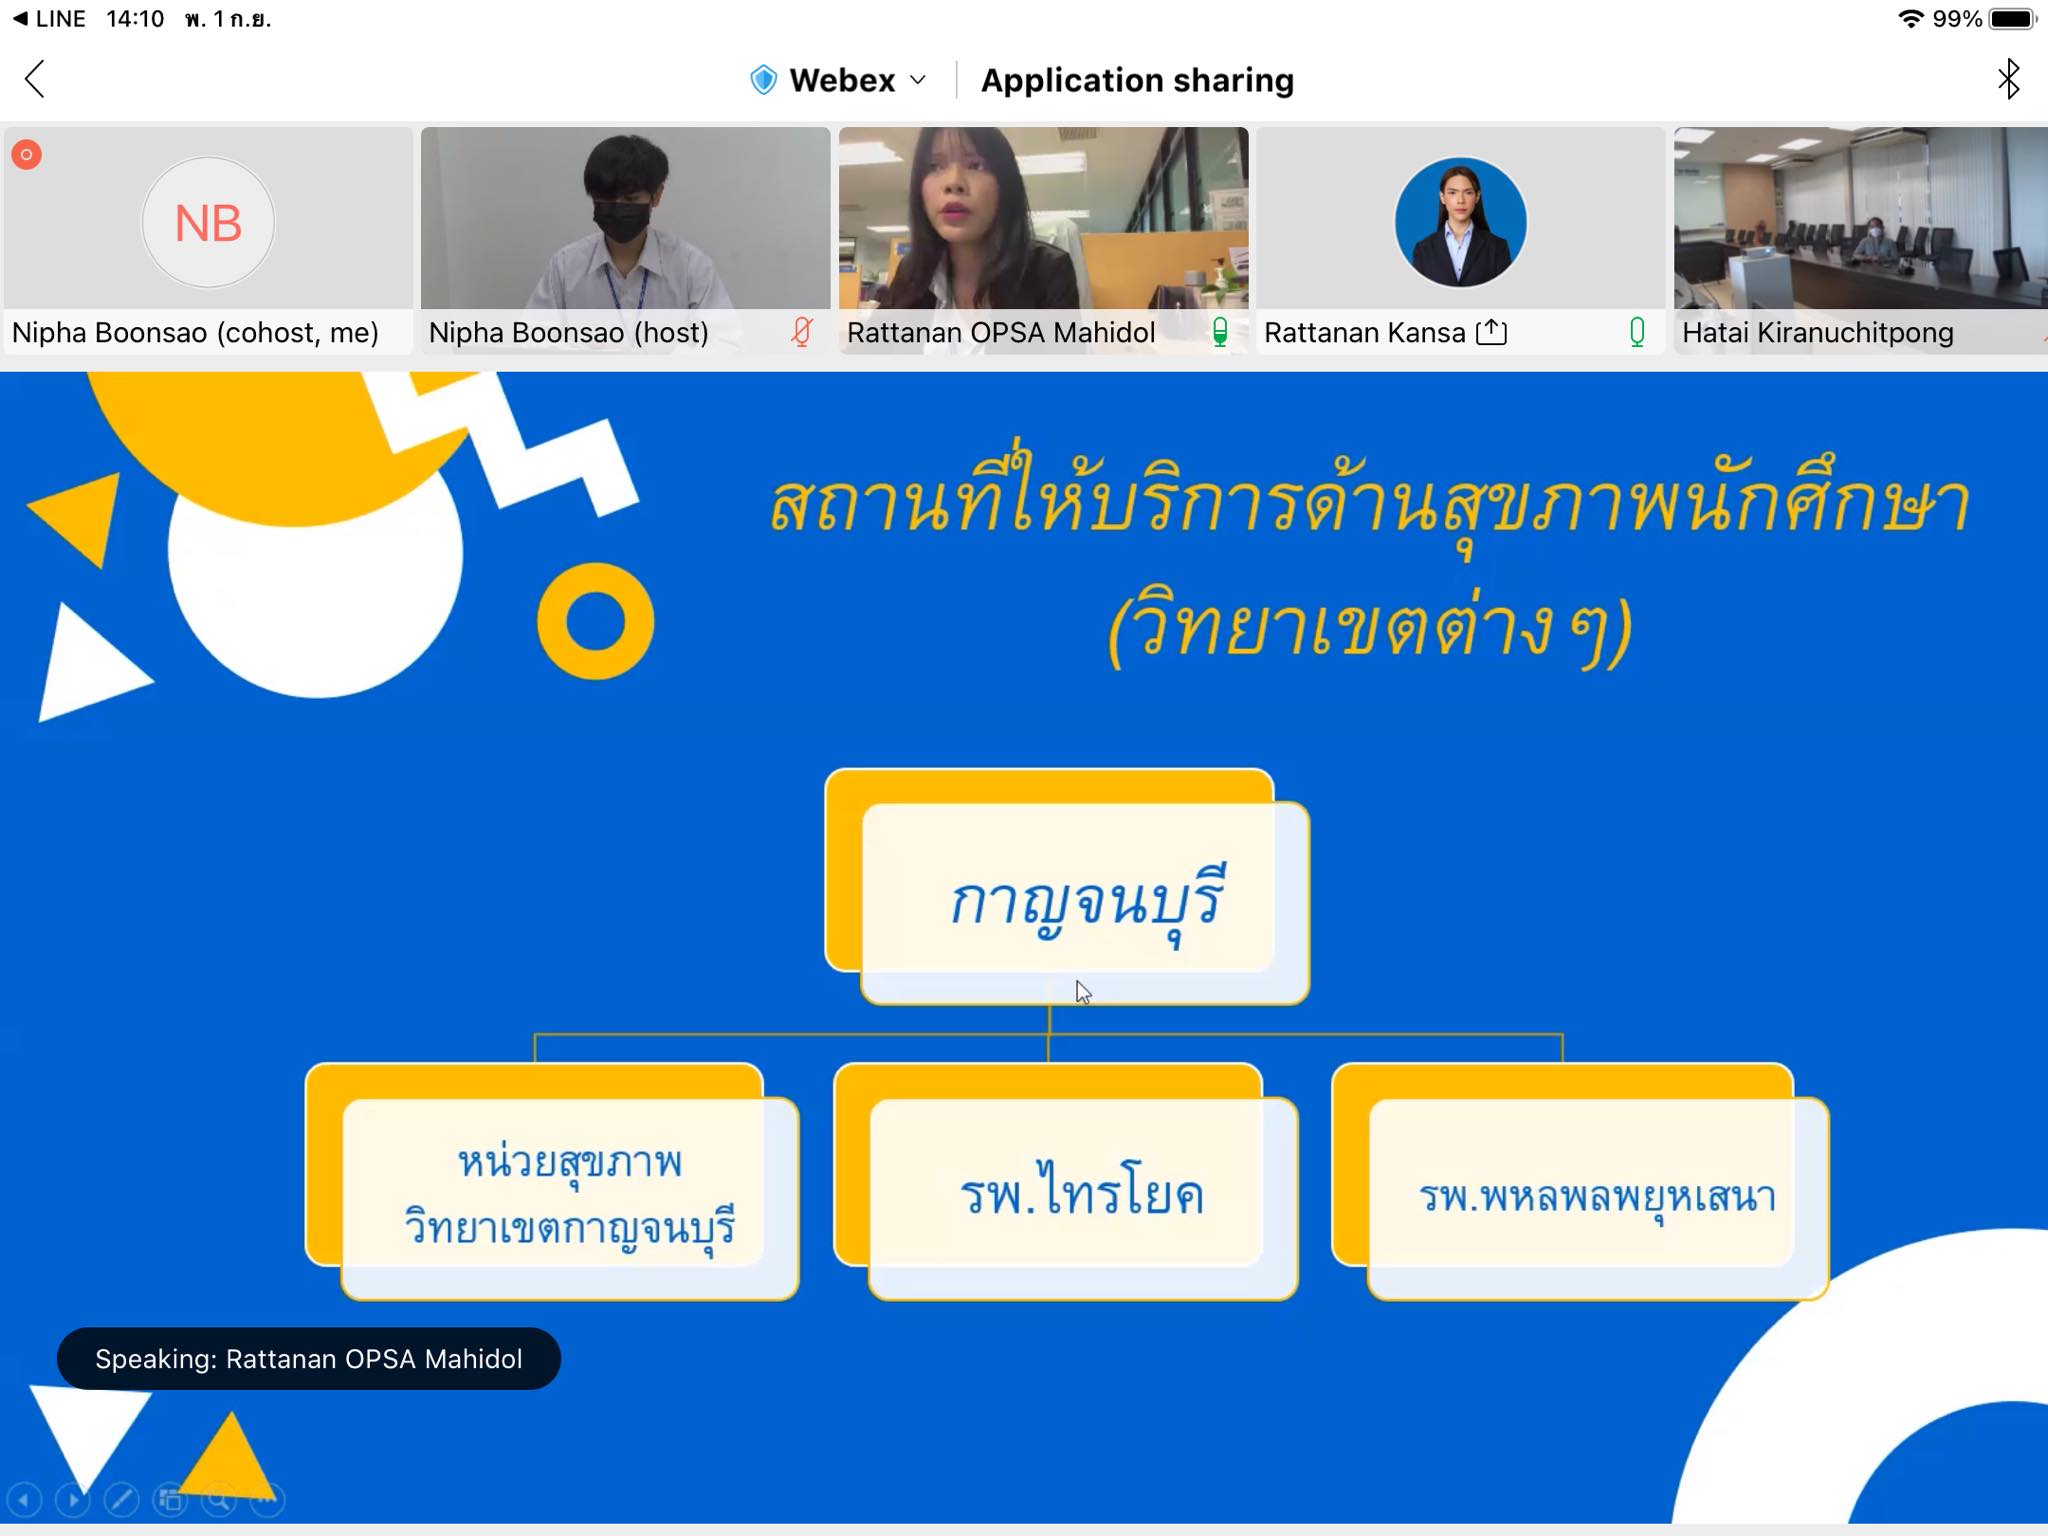 LINE 14:10 พ. 1 ก.ย.
99%
Webex Application sharing
NB
Nipha Boonsao (cohost, me)
Nipha Boonsao (host)
Rattanan OPSA Mahidol
Rattanan Kansa
Hatai Kiranuchitpong
สถานที่ให้บริการด้านสุขภาพนักศึกษา
(วิทยาเขตต่าง ๆ)
กาญจนบุรี
หน่วยสุขภาพ
วิทยาเขตกาญจนบุรี
รพ.ไทรโยค
รพ.พหลพลพยุหเสนา
Speaking: Rattanan OPSA Mahidol